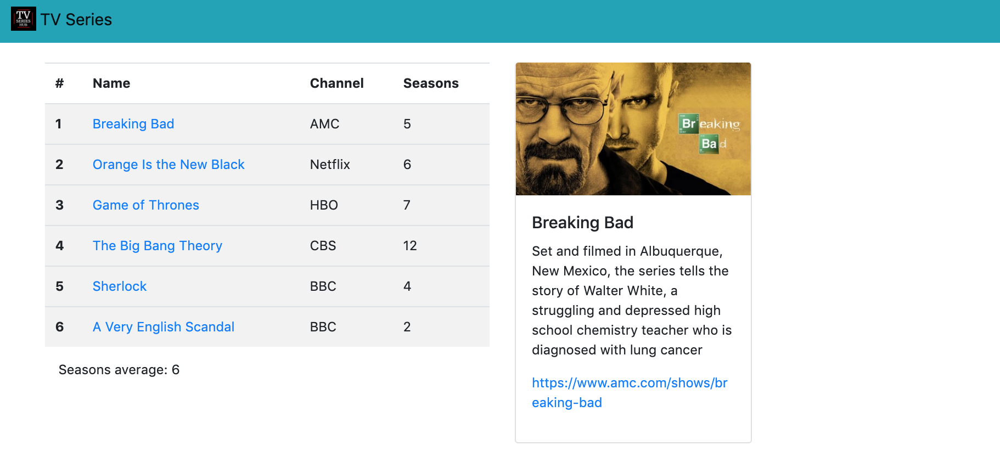 TV
SERIES
HUB
TV Series
# Name Channel Seasons
1 Breaking Bad AMC 5
2 Orange Is the New Black Netflix 6
3 Game of Thrones HBO 7
4 The Big Bang Theory CBS 12
5 Sherlock BBC 4
6 A Very English Scandal BBC 2
Seasons average: 6
Breaking
Bad
Breaking Bad
Set and filmed in Albuquerque,
New Mexico, the series tells the
story of Walter White, a
struggling and depressed high
school chemistry teacher who is
diagnosed with lung cancer
https://www.amc.com/shows/br
eaking-bad